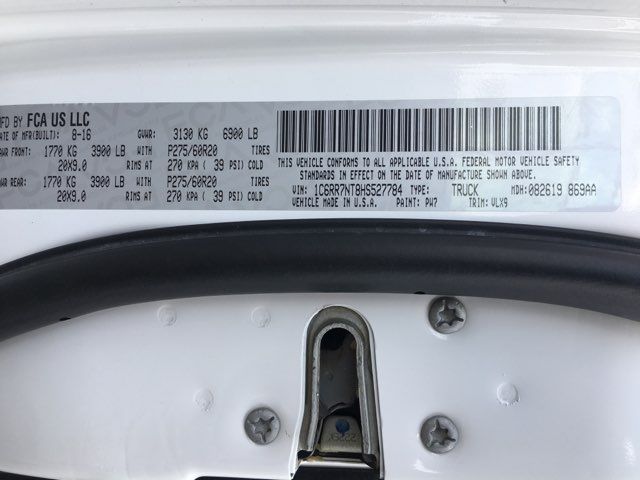 MFD BY FCA US LLC
DATE OF MFR(BUILT): 8-16 GVWR: 3130 KG 6900 LB
FRONT: 1770 KG 3900 LB WITH P275/60R20 TIRES
20X9.0 RIMS AT 270 KPA ( 39 PSI) COLD
REAR: 1770 KG 3900 LB WITH P275/60R20 TIRES
20X9.0 RIMS AT 270 KPA ( 39 PSI) COLD
THIS VEHICLE CONFORMS TO ALL APPLICABLE U.S.A. FEDERAL MOTOR VEHICLE SAFETY
STANDARDS IN EFFECT ON THE DATE OF MANUFACTURE SHOWN ABOVE.
VIN: 1C6RR7NT8HS527784 TYPE: TRUCK MDH: 082619 869AA
VEHICLE MADE IN U.S.A. PAINT: PW7 TRIM: VLX9